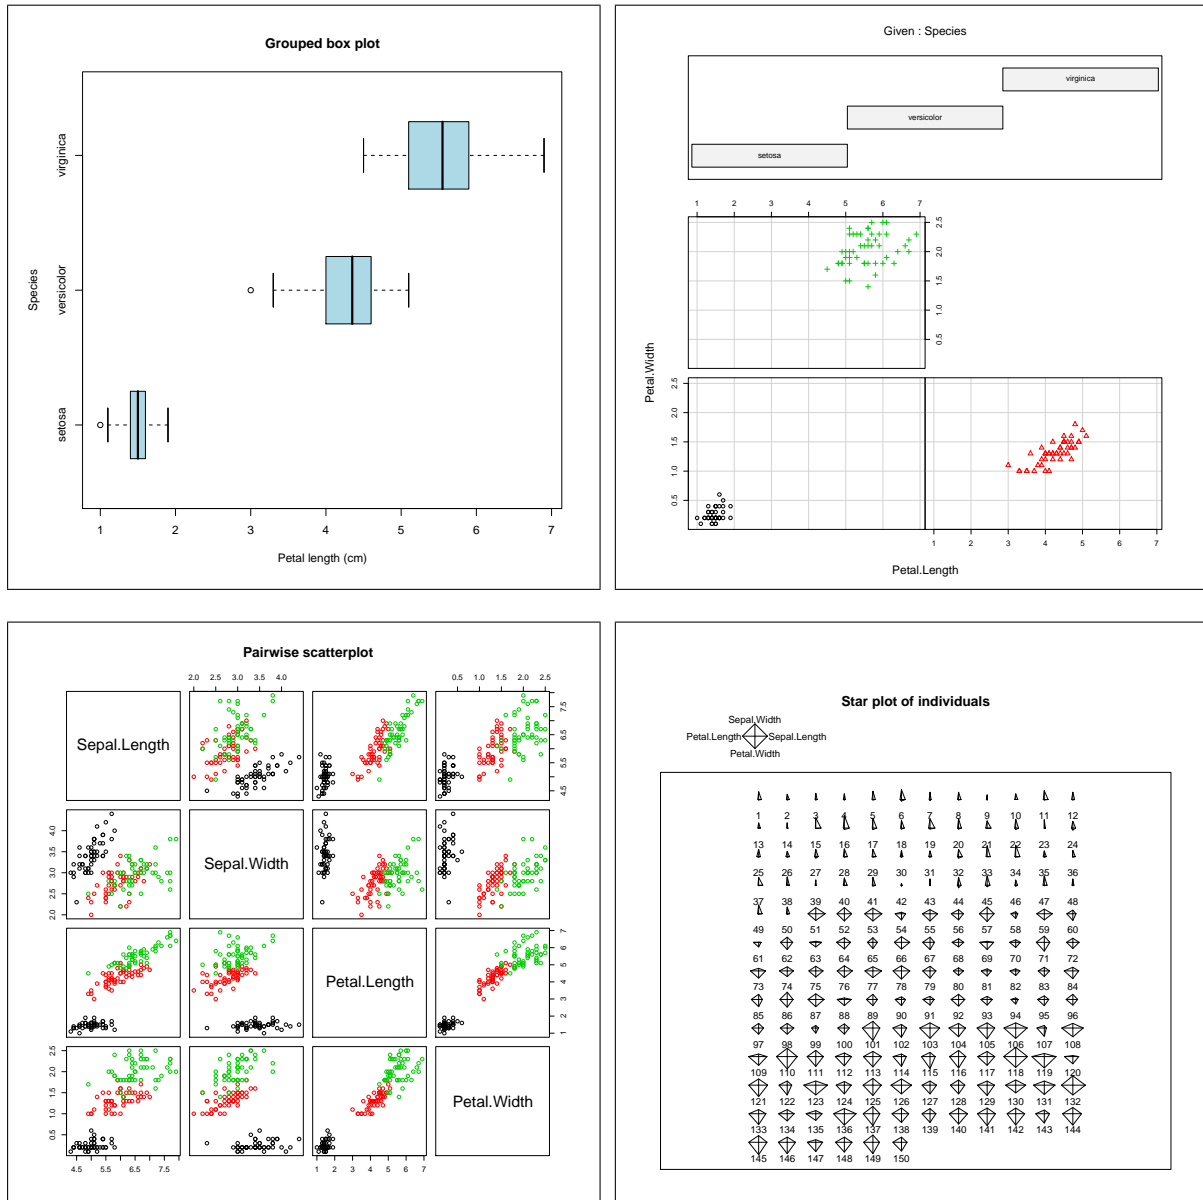 Grouped box plot
virginica
versicolor
setosa
Species
1 2 3 4 5 6 7
Petal length (cm)
Given : Species
virginica
versicolor
setosa
1 2 3 4 5 6 7
0.5 1.0 1.5 2.0 2.5
0.5 1.0 1.5 2.0 2.5
Petal.Width
1 2 3 4 5 6 7
Petal.Length
Pairwise scatterplot
2.0 2.5 3.0 3.5 4.0
0.5 1.0 1.5 2.0 2.5
Sepal.Length
4.5 5.5 6.5 7.5
2.0 2.5 3.0 3.5 4.0
Sepal.Width
Petal.Length
1 2 3 4 5 6 7
0.5 1.0 1.5 2.0 2.5
Petal.Width
4.5 5.5 6.5 7.5
1 2 3 4 5 6 7
Star plot of individuals
Sepal.Width
Petal.Length Sepal.Length
Petal.Width
1 2 3 4 5 6 7 8 9 10 11 12
13 14 15 16 17 18 19 20 21 22 23 24
25 26 27 28 29 30 31 32 33 34 35 36
37 38 39 40 41 42 43 44 45 46 47 48
49 50 51 52 53 54 55 56 57 58 59 60
61 62 63 64 65 66 67 68 69 70 71 72
73 74 75 76 77 78 79 80 81 82 83 84
85 86 87 88 89 90 91 92 93 94 95 96
97 98 99 100 101 102 103 104 105 106 107 108
109 110 111 112 113 114 115 116 117 118 119 120
121 122 123 124 125 126 127 128 129 130 131 132
133 134 135 136 137 138 139 140 141 142 143 144
145 146 147 148 149 150